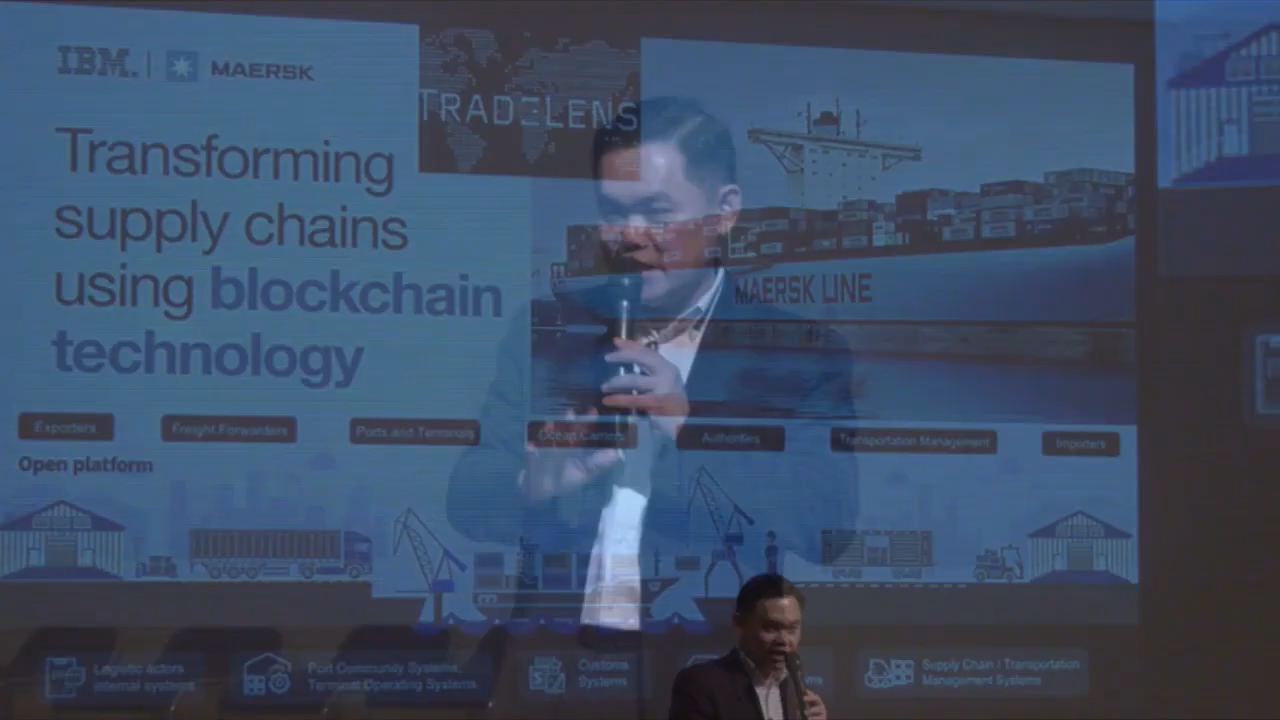 IBM. | MAERSK
TRADELENS
Transforming
supply chains
using blockchain
technology
MAERSK LINE
Exporters
Freight Forwarders
Ports and Terminals
Ocean Carriers
Authorities
Transportation Management
Importers
Open platform
Logistic actors
internal systems
Port Community Systems,
Terminal Operating Systems
Customs
Systems
Supply Chain / Transportation
Management Systems